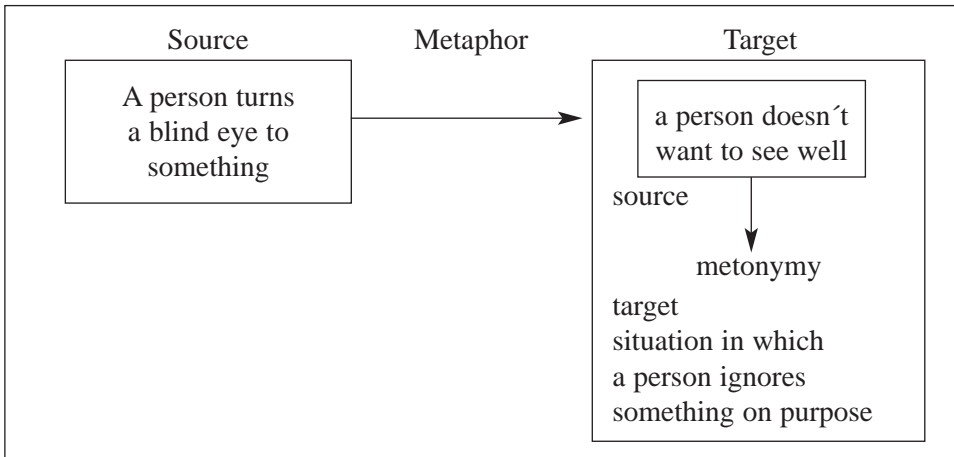 Source Metaphor Target
A person turns
a blind eye to
something
a person doesn´t
want to see well
source
metonymy
target
situation in which
a person ignores
something on purpose